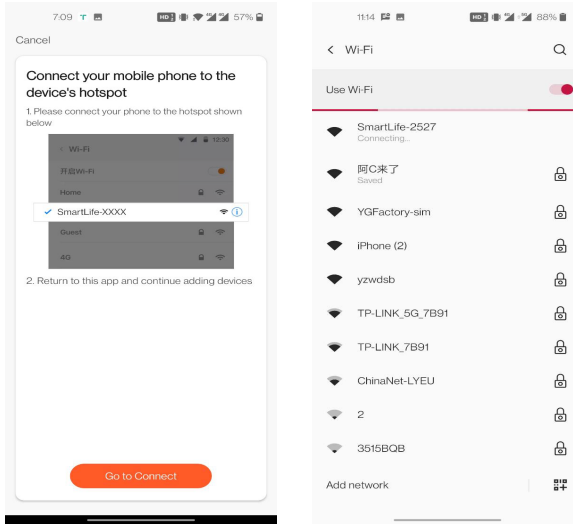 7:09
HD
57%
Cancel
Connect your mobile phone to the
device's hotspot
1. Please connect your phone to the hotspot shown
below
12:30
Wi-Fi
开启Wi-Fi
Home
SmartLife-XXXX
Guest
4G
2. Return to this app and continue adding devices
Go to Connect
11:14
HD
88%
Wi-Fi
Use Wi-Fi
SmartLife-2527
Connecting...
阿C来了
Saved
YGFactory-sim
iPhone (2)
yzwdsb
TP-LINK_5G_7B91
TP-LINK_7B91
ChinaNet-LYEU
2
3515BQB
Add network